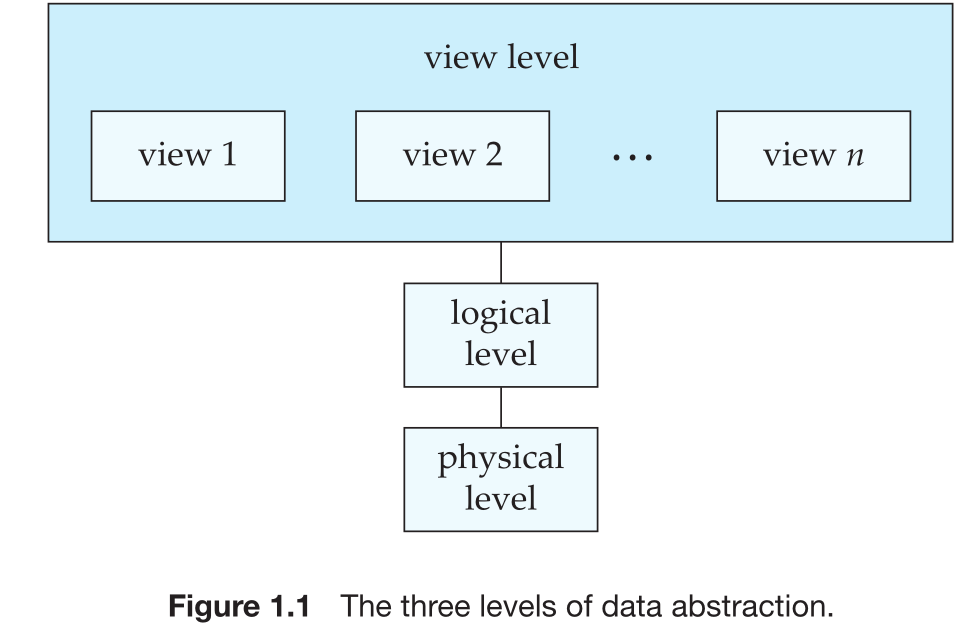 view level
view 1
view 2
...
view n
logical
level
physical
level
Figure 1.1 The three levels of data abstraction.